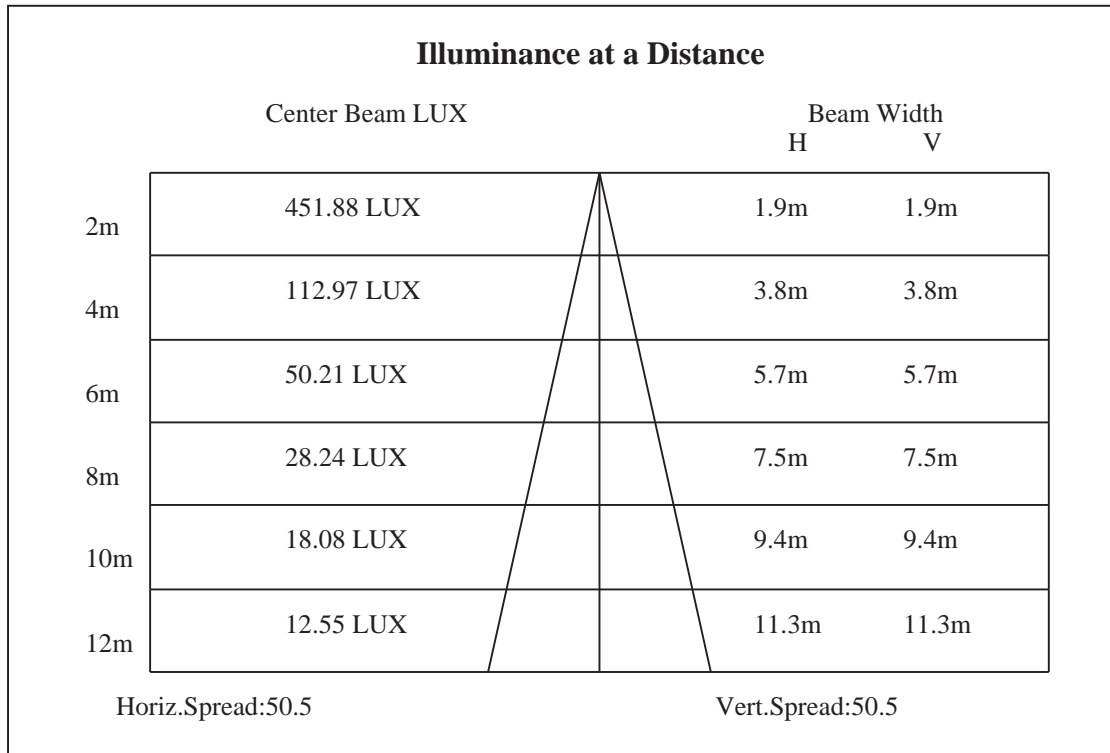 Illuminance at a Distance
Center Beam LUX Beam Width
H V
2m 451.88 LUX 1.9m 1.9m
4m 112.97 LUX 3.8m 3.8m
6m 50.21 LUX 5.7m 5.7m
8m 28.24 LUX 7.5m 7.5m
10m 18.08 LUX 9.4m 9.4m
12m 12.55 LUX 11.3m 11.3m
Horiz.Spread:50.5 Vert.Spread:50.5